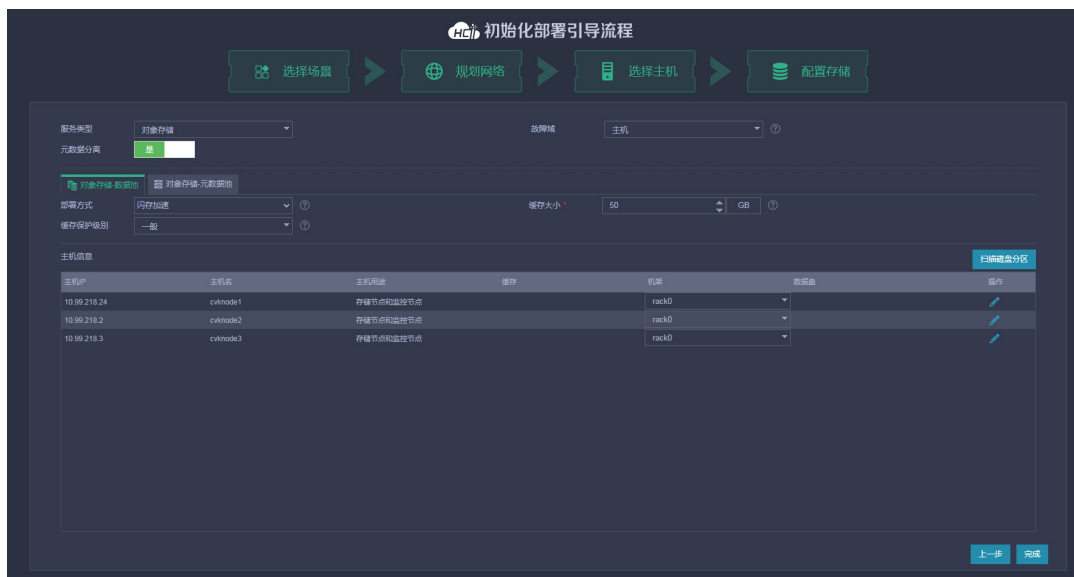 HCI 初始化部署引导流程
选择场景 规划网络 选择主机 配置存储
服务类型 对象存储 故障域 主机
元数据分离 是
对象存储-数据池 对象存储-元数据池
部署方式 闪存加速 缓存大小 * 50 GB
缓存保护级别 一般
主机信息 扫描磁盘分区
主机IP 主机名 主机用途 缓存 机架 数据盘 操作
10.99.218.24 cvknode1 存储节点和监控节点 rack0
10.99.218.2 cvknode2 存储节点和监控节点 rack0
10.99.218.3 cvknode3 存储节点和监控节点 rack0
上一步 完成